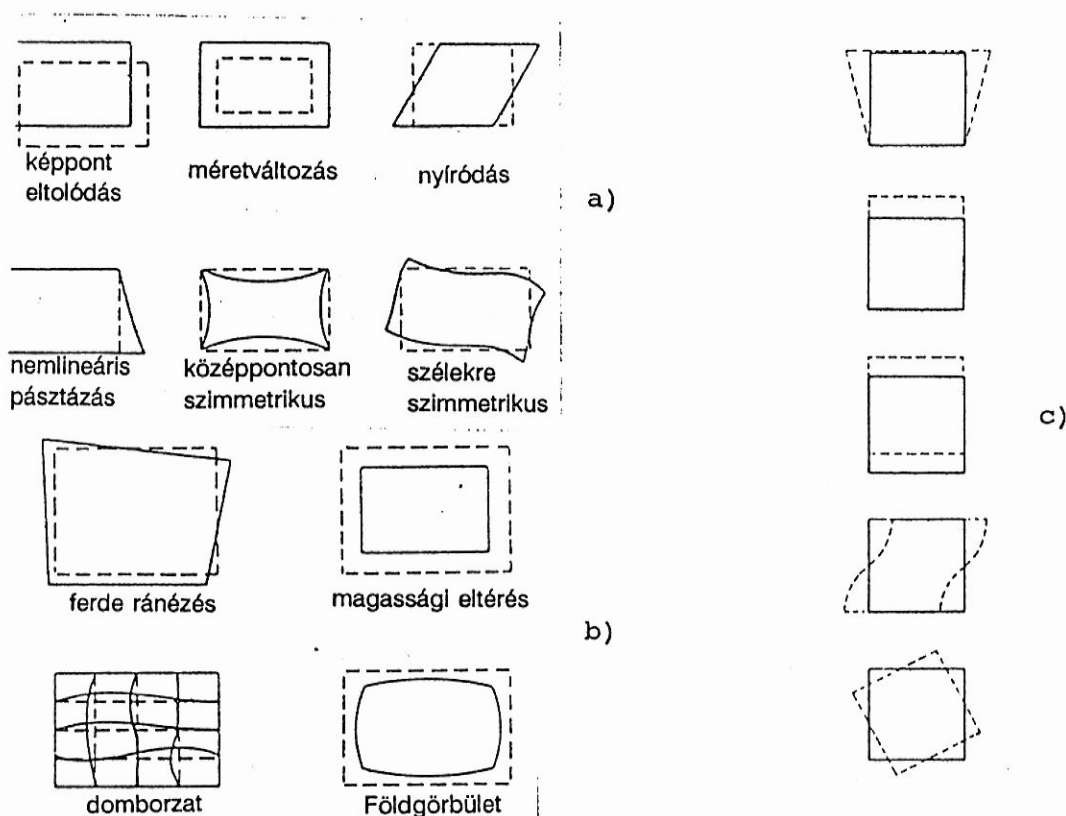 képpont
eltolódás
méretváltozás
nyíródás
a)
nemlineáris
pásztázás
középpontosan
szimmetrikus
szélekre
szimmetrikus
ferde ránézés
magassági eltérés
b)
domborzat
Földgörbület
c)